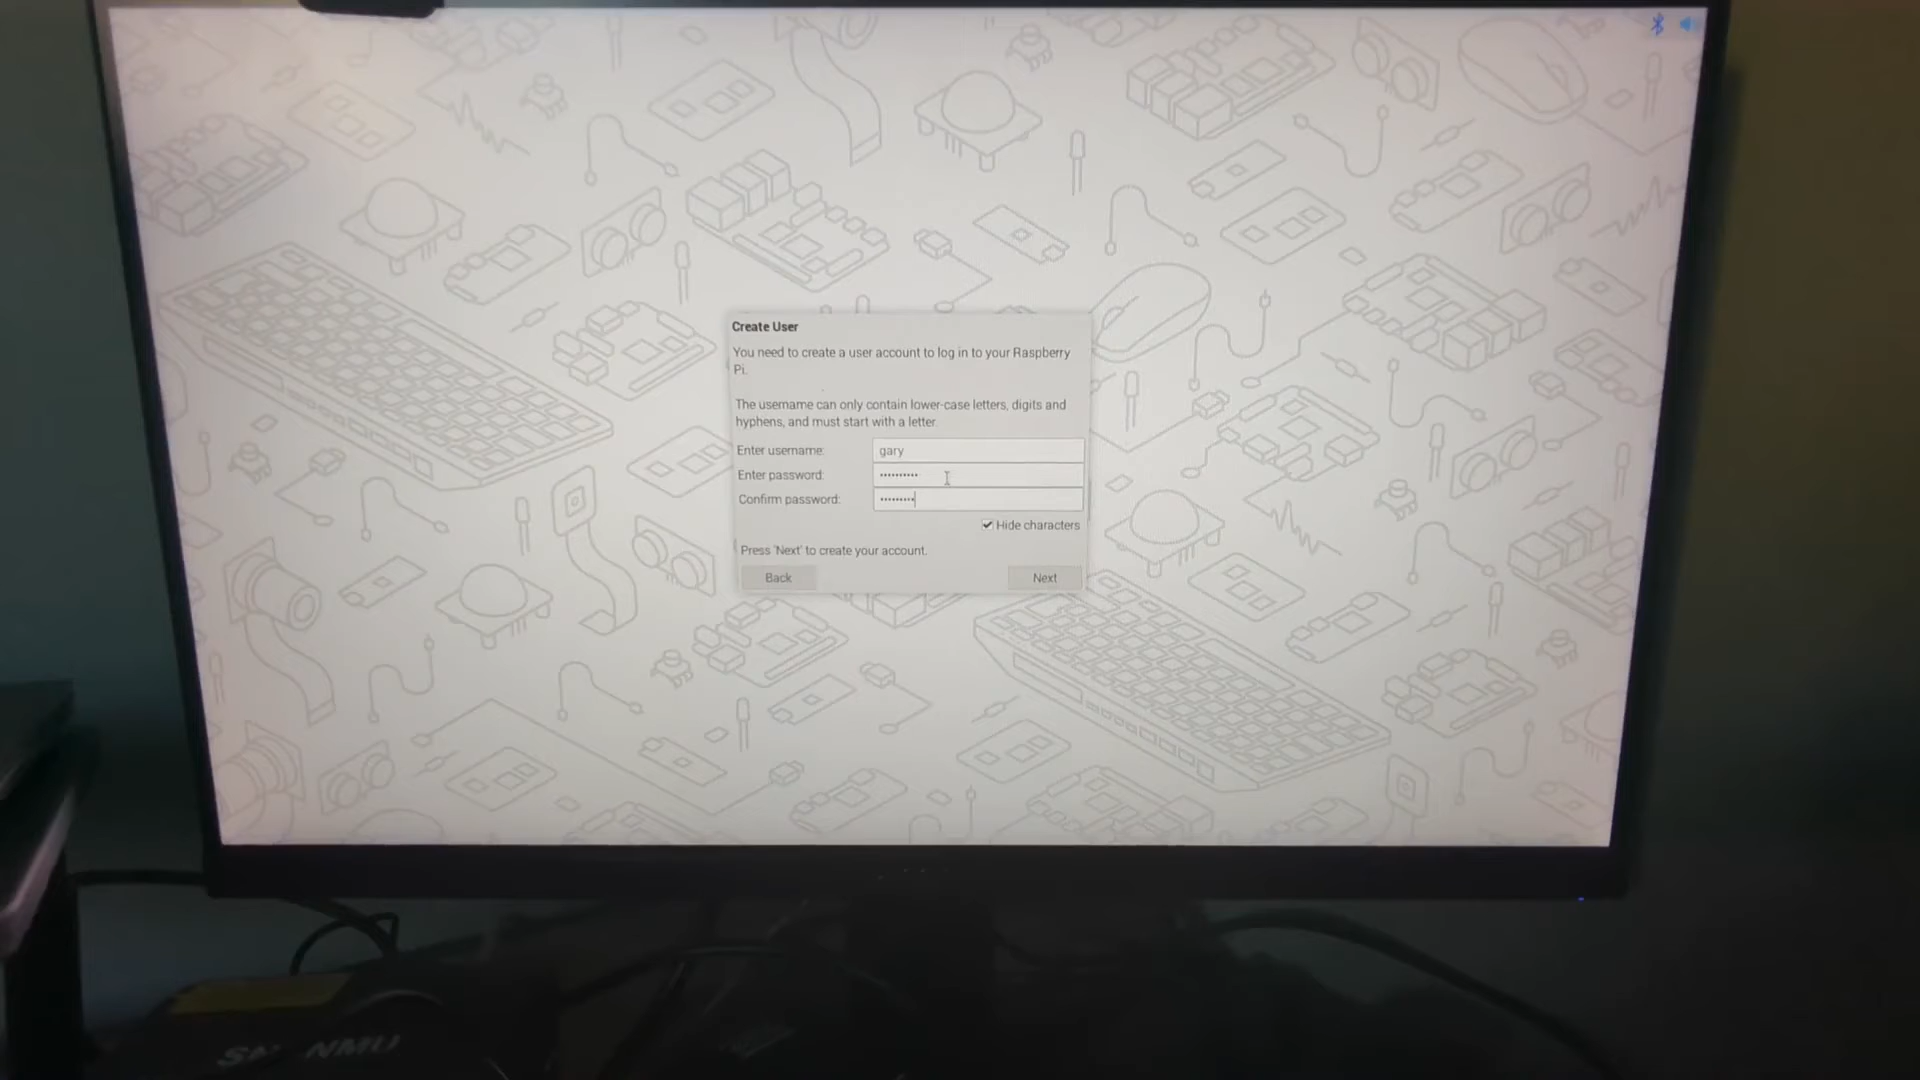 Create User
You need to create a user account to log in to your Raspberry
Pi.
The username can only contain lower-case letters, digits and
hyphens, and must start with a letter.
Enter username: gary
Enter password: ••••••••••
Confirm password: •••••••••
Hide characters
Press 'Next' to create your account.
Back Next